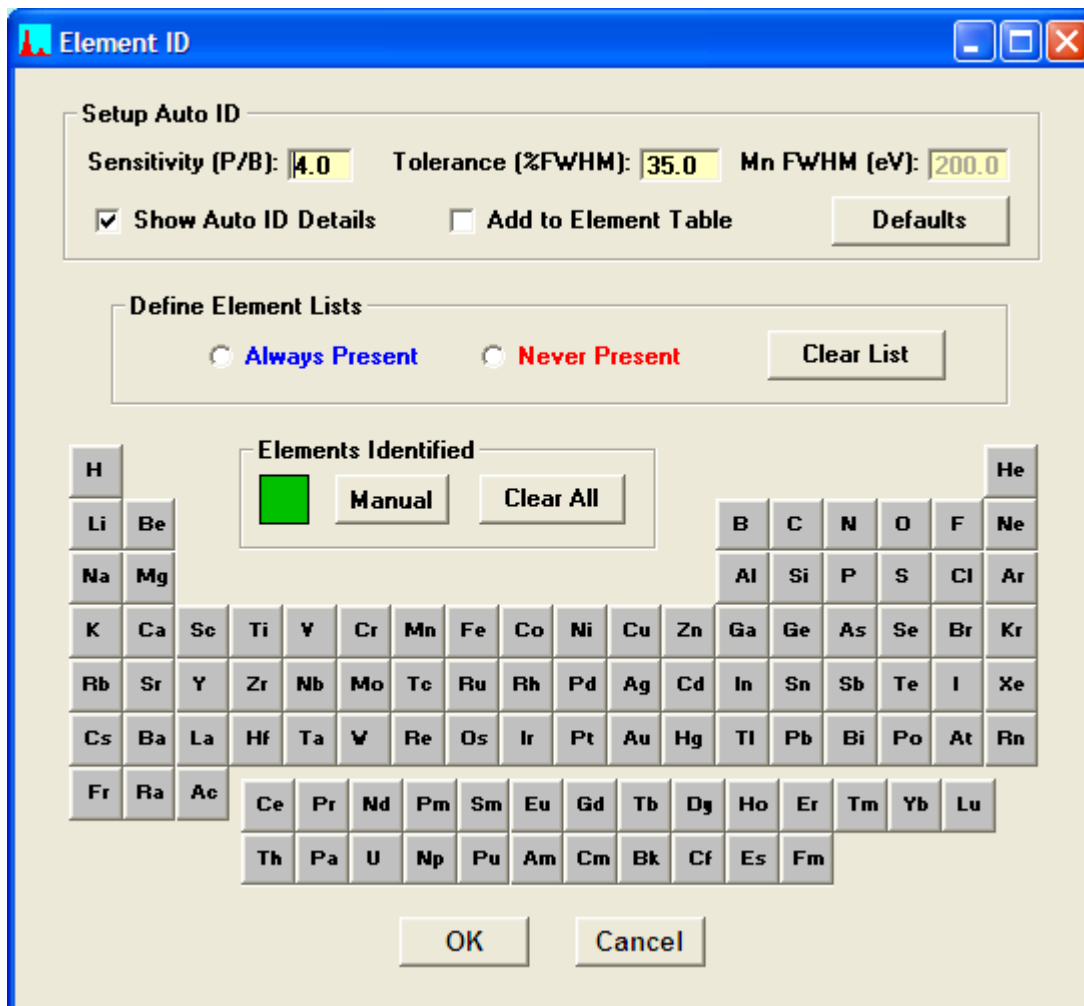 Element ID
Setup Auto ID
Sensitivity (P/B): 4.0 Tolerance (%FWHM): 35.0 Mn FWHM (eV): 200.0
Show Auto ID Details Add to Element Table Defaults
Define Element Lists
Always Present Never Present Clear List
Elements Identified
Manual Clear All
H He
Li Be B C N O F Ne
Na Mg Al Si P S Cl Ar
K Ca Sc Ti V Cr Mn Fe Co Ni Cu Zn Ga Ge As Se Br Kr
Rb Sr Y Zr Nb Mo Tc Ru Rh Pd Ag Cd In Sn Sb Te I Xe
Cs Ba La Hf Ta W Re Os Ir Pt Au Hg Tl Pb Bi Po At Rn
Fr Ra Ac
Ce Pr Nd Pm Sm Eu Gd Tb Dy Ho Er Tm Yb Lu
Th Pa U Np Pu Am Cm Bk Cf Es Fm
OK Cancel